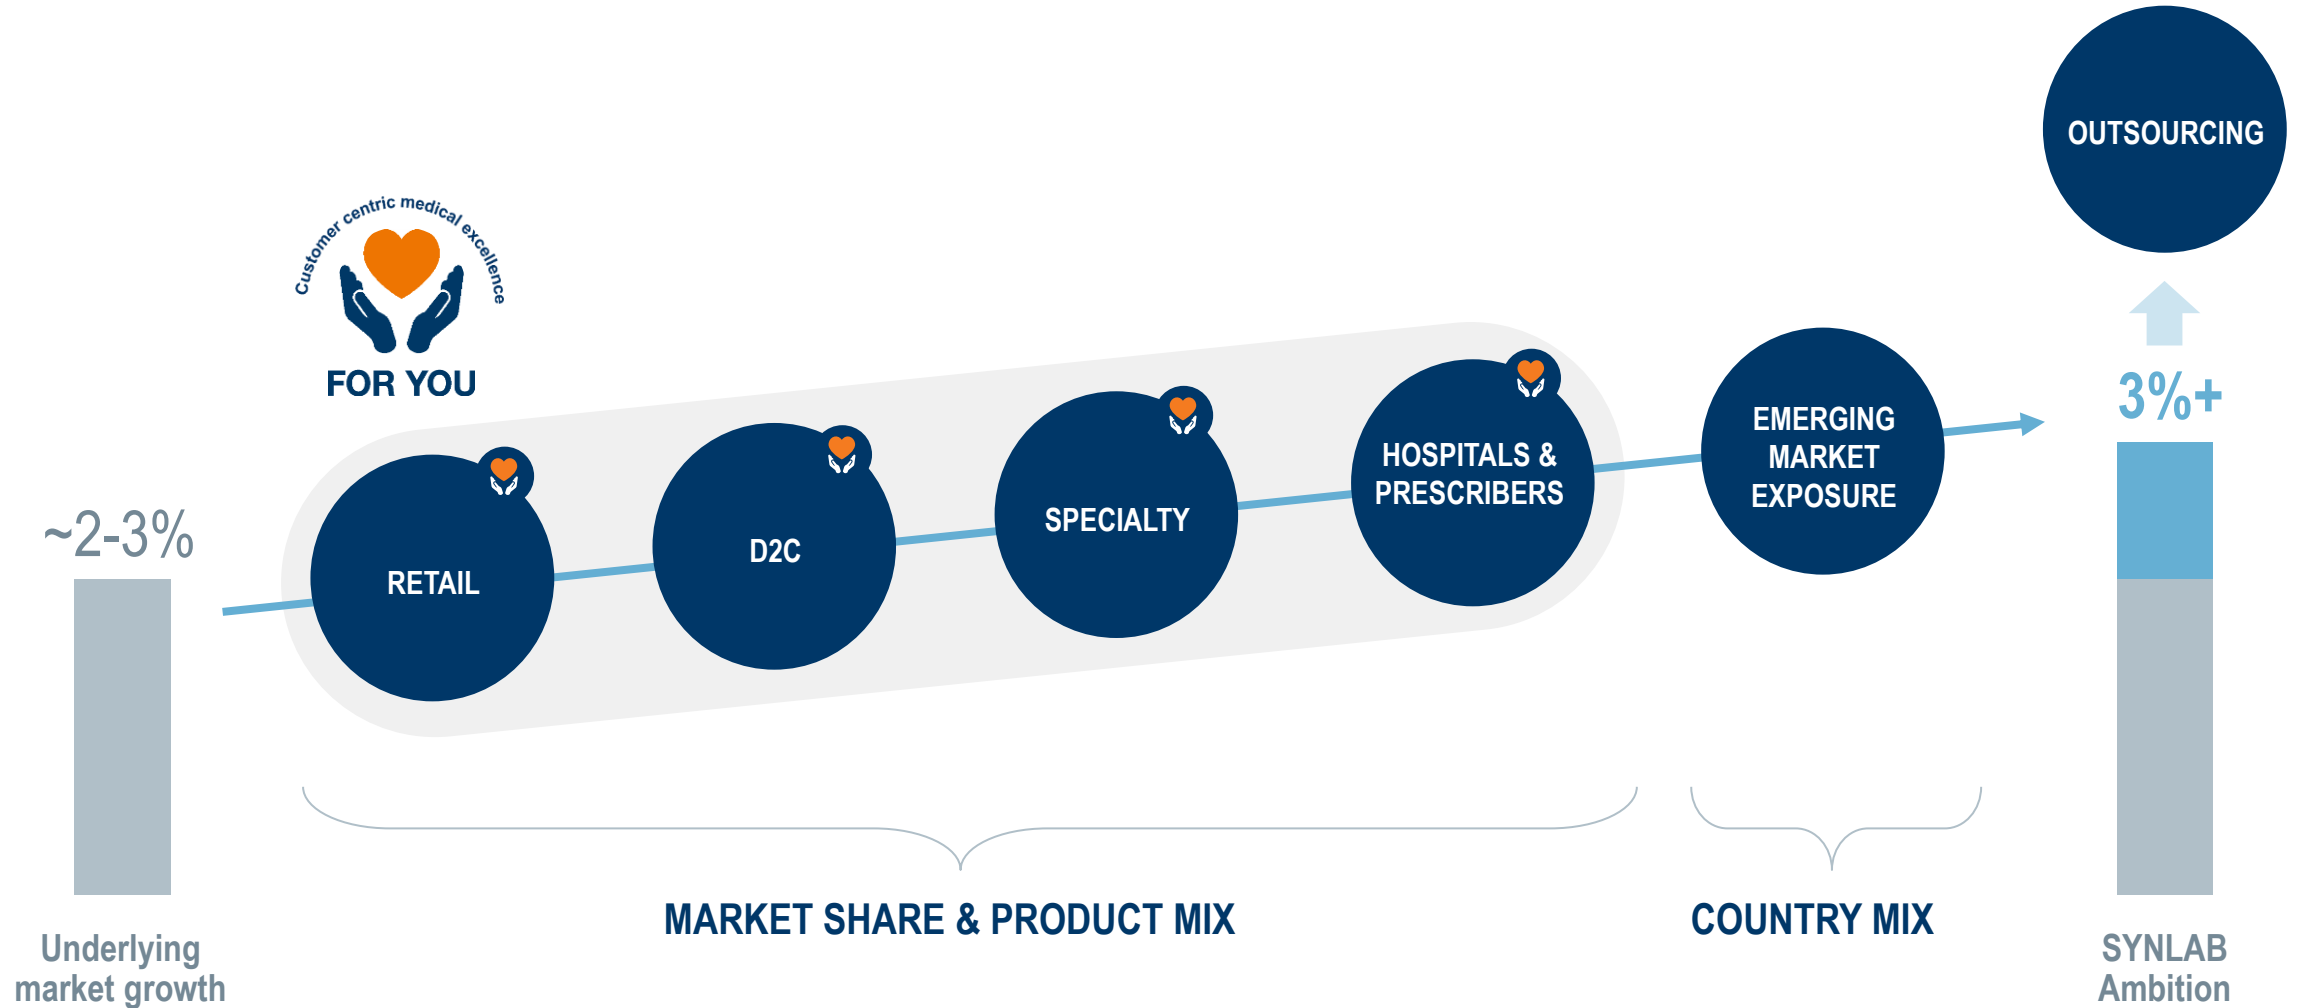 OUTSOURCING
Customer centric medical excellence
FOR YOU
~2-3%
RETAIL
D2C
SPECIALTY
HOSPITALS &
PRESCRIBERS
EMERGING
MARKET
EXPOSURE
3%+
MARKET SHARE & PRODUCT MIX
COUNTRY MIX
Underlying
market growth
SYNLAB
Ambition